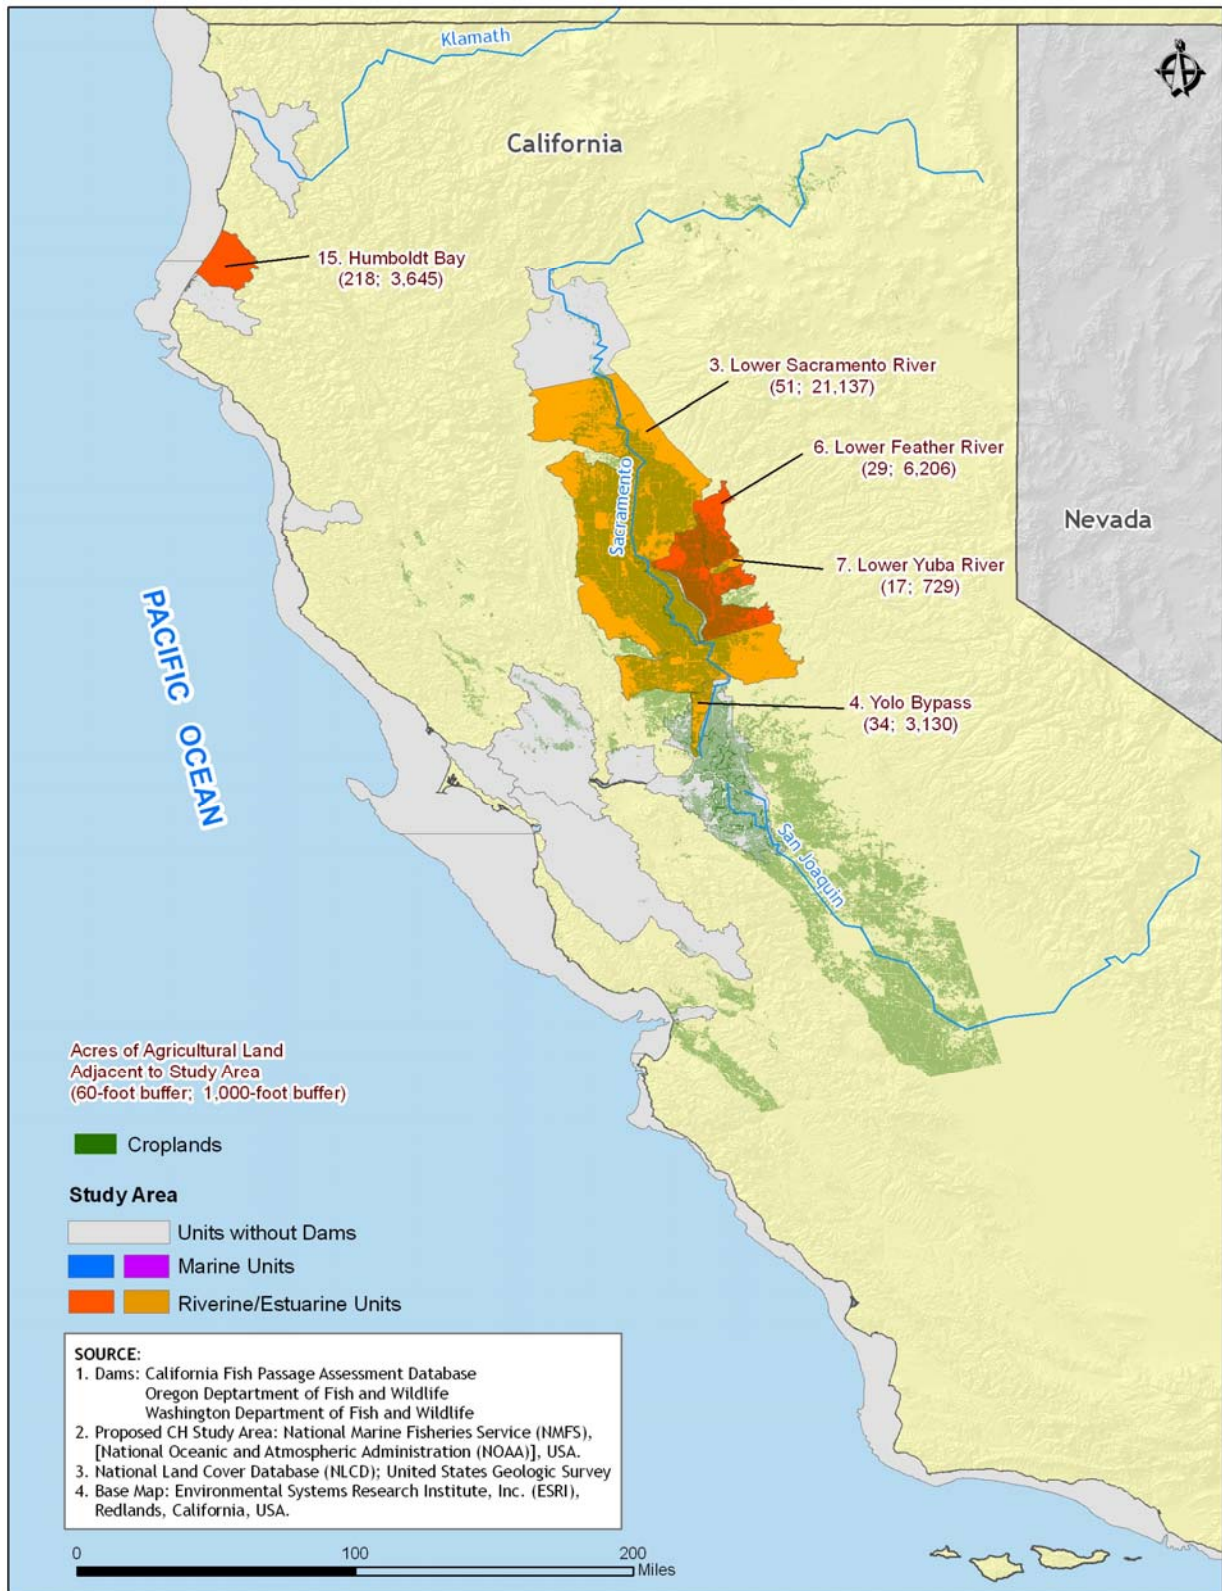 Klamath
California
15. Humboldt Bay
(218; 3,645)
3. Lower Sacramento River
(51; 21,137)
6. Lower Feather River
(29; 6,206)
Sacramento
Nevada
7. Lower Yuba River
(17; 729)
PACIFIC OCEAN
4. Yolo Bypass
(34; 3,130)
San Joaquin
Acres of Agricultural Land
Adjacent to Study Area
(60-foot buffer; 1,000-foot buffer)
Croplands
Study Area
Units without Dams
Marine Units
Riverine/Estuarine Units
SOURCE:
1. Dams: California Fish Passage Assessment Database
Oregon Deptartment of Fish and Wildlife
Washington Department of Fish and Wildlife
2. Proposed CH Study Area: National Marine Fisheries Service (NMFS),
[National Oceanic and Atmospheric Administration (NOAA)], USA.
3. National Land Cover Database (NLCD); United States Geologic Survey
4. Base Map: Environmental Systems Research Institute, Inc. (ESRI),
Redlands, California, USA.
0 100 200
Miles